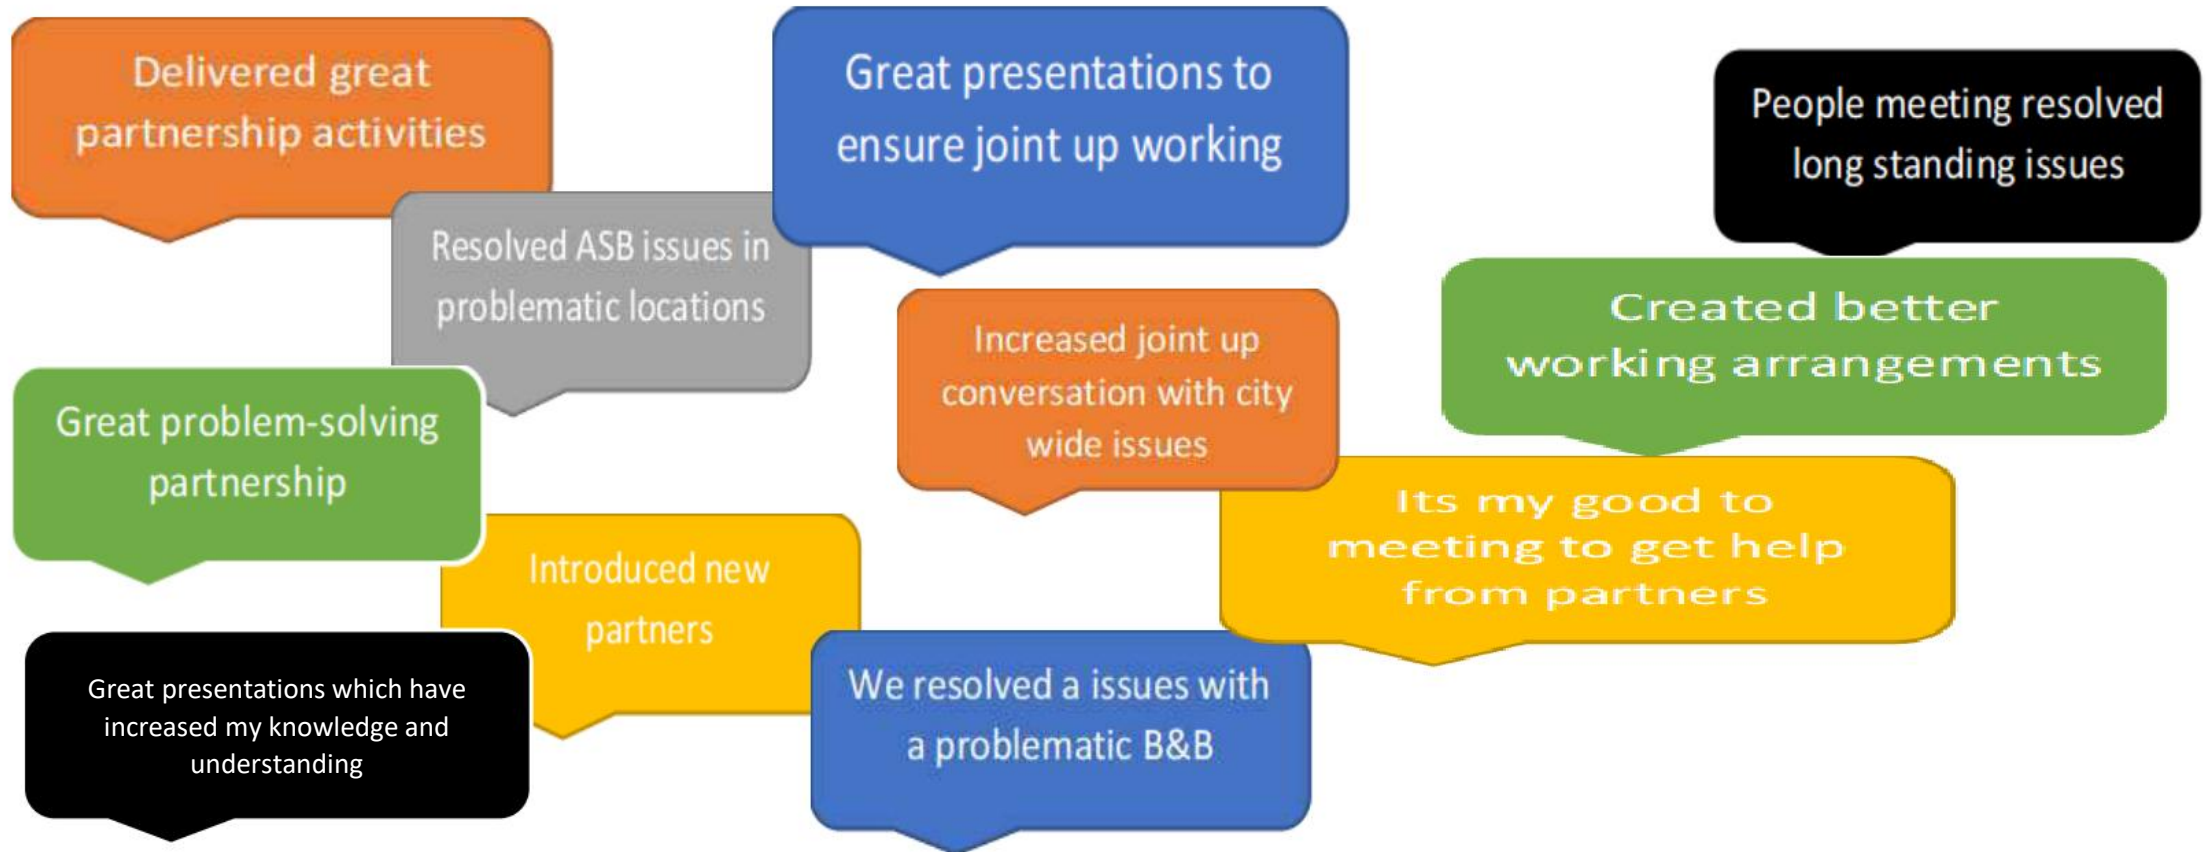 Delivered great
partnership activities
Great presentations to
ensure joint up working
People meeting resolved
long standing issues
Resolved ASB issues in
problematic locations
Increased joint up
conversation with city
wide issues
Created better
working arrangements
Great problem-solving
partnership
Its my good to
meeting to get help
from partners
Introduced new
partners
Great presentations which have
increased my knowledge and
understanding
We resolved a issues with
a problematic B&B